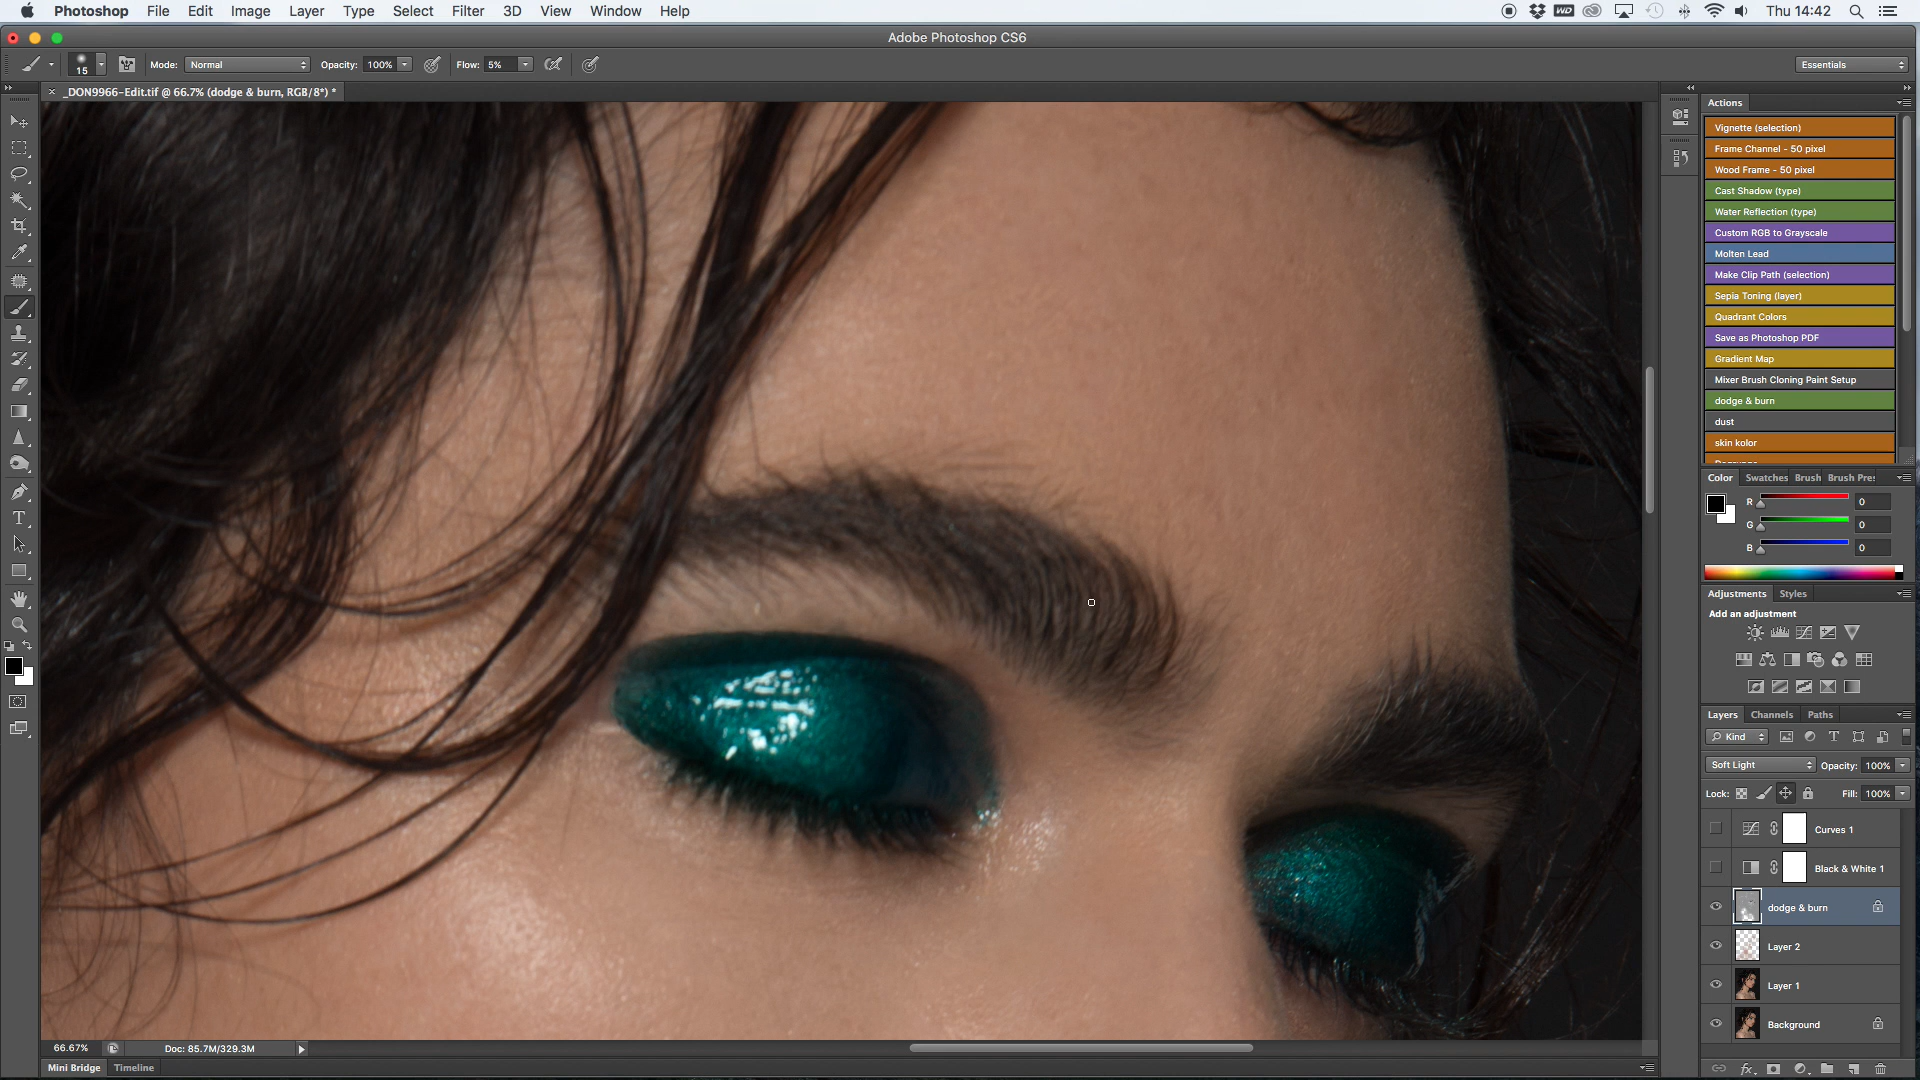 Photoshop File Edit Image Layer Type Select Filter 3D View Window Help
WD Thu 14:42
Adobe Photoshop CS6
15 Mode: Normal Opacity: 100% Flow: 5% Essentials
_DON9966-Edit.tif @ 66.7% (dodge & burn, RGB/8*) *
Actions
Vignette (selection)
Frame Channel - 50 pixel
Wood Frame - 50 pixel
Cast Shadow (type)
Water Reflection (type)
Custom RGB to Grayscale
Molten Lead
Make Clip Path (selection)
Sepia Toning (layer)
Quadrant Colors
Save as Photoshop PDF
Gradient Map
Mixer Brush Cloning Paint Setup
dodge & burn
dust
skin kolor
Color Swatches Brush Brush Pre
R 0
G 0
B 0
Adjustments Styles
Add an adjustment
Layers Channels Paths
Kind
Soft Light Opacity: 100%
Lock: Fill: 100%
Curves 1
Black & White 1
dodge & burn
Layer 2
Layer 1
Background
fx
66.67% Doc: 85.7M/329.3M
Mini Bridge Timeline